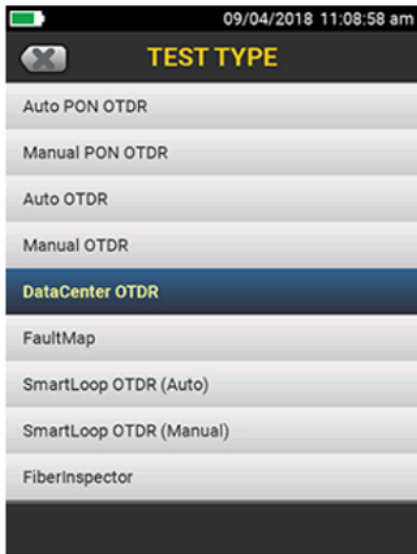 09/04/2018 11:08:58 am
TEST TYPE
Auto PON OTDR
Manual PON OTDR
Auto OTDR
Manual OTDR
DataCenter OTDR
FaultMap
SmartLoop OTDR (Auto)
SmartLoop OTDR (Manual)
FiberInspector